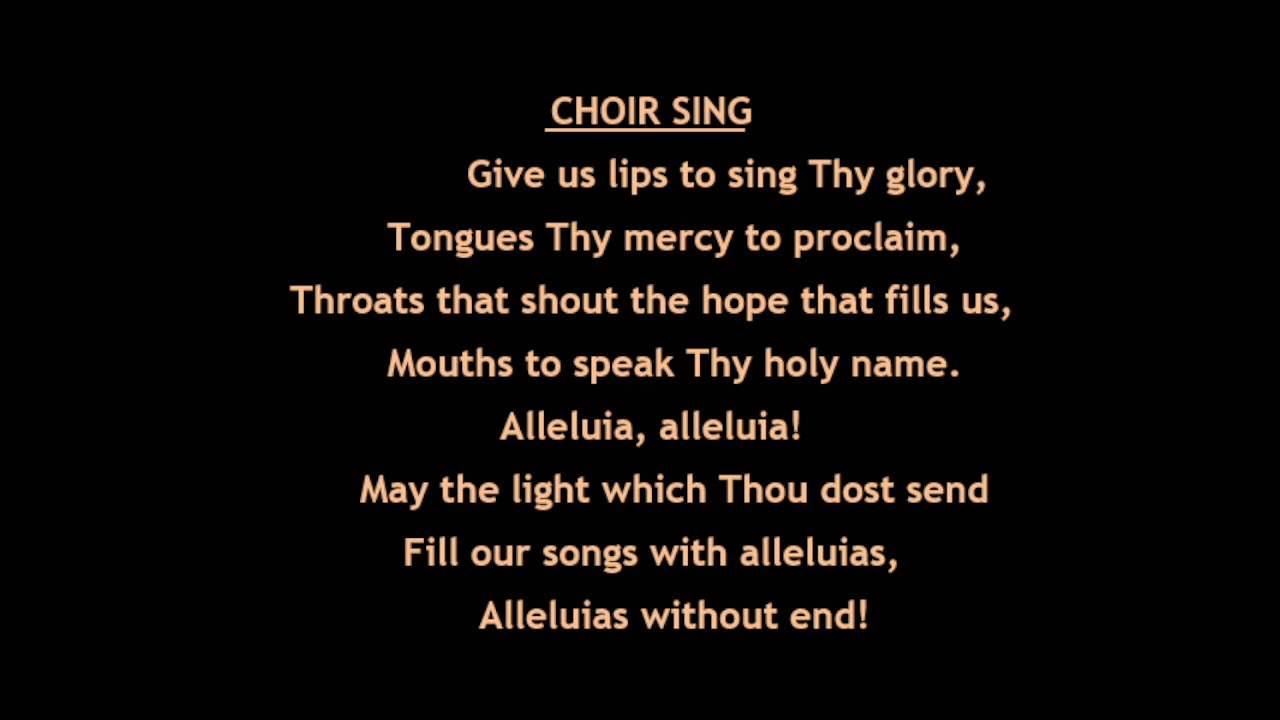 CHOIR SING
Give us lips to sing Thy glory,
Tongues Thy mercy to proclaim,
Throats that shout the hope that fills us,
Mouths to speak Thy holy name.
Alleluia, alleluia!
May the light which Thou dost send
Fill our songs with alleluias,
Alleluias without end!